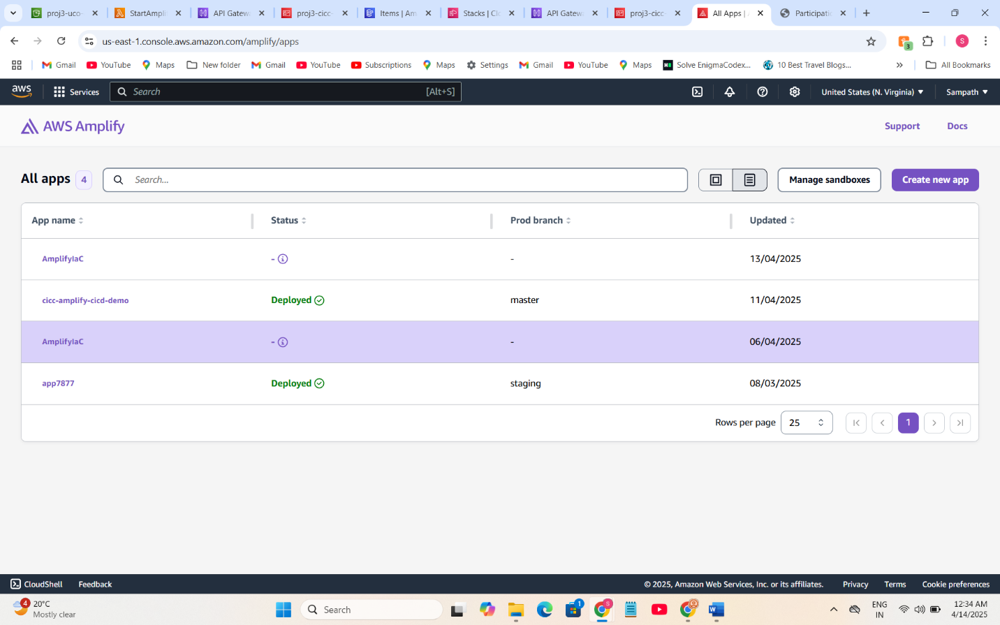 proj3-uco-
StartAmpli
API Gatew
proj3-cicc-
Items | Am
Stacks | Cl
API Gatew
proj3-cicc-
All Apps |
Participati
us-east-1.console.aws.amazon.com/amplify/apps
3
S
Gmail
YouTube
Maps
New folder
Gmail
YouTube
Subscriptions
Maps
Settings
Gmail
YouTube
Maps
Solve EnigmaCodex...
10 Best Travel Blogs...
All Bookmarks
aws
Services
Search
[Alt+S]
United States (N. Virginia)
Sampath
AWS Amplify
Support
Docs
All apps 4
Search...
Manage sandboxes
Create new app
App name
Status
Prod branch
Updated
AmplifyIaC
-
-
13/04/2025
cicc-amplify-cicd-demo
Deployed
master
11/04/2025
AmplifyIaC
-
-
06/04/2025
app7877
Deployed
staging
08/03/2025
Rows per page
25
1
CloudShell
Feedback
© 2025, Amazon Web Services, Inc. or its affiliates.
Privacy
Terms
Cookie preferences
4
20°C
Mostly clear
Search
1
S
ENG
IN
12:34 AM
4/14/2025